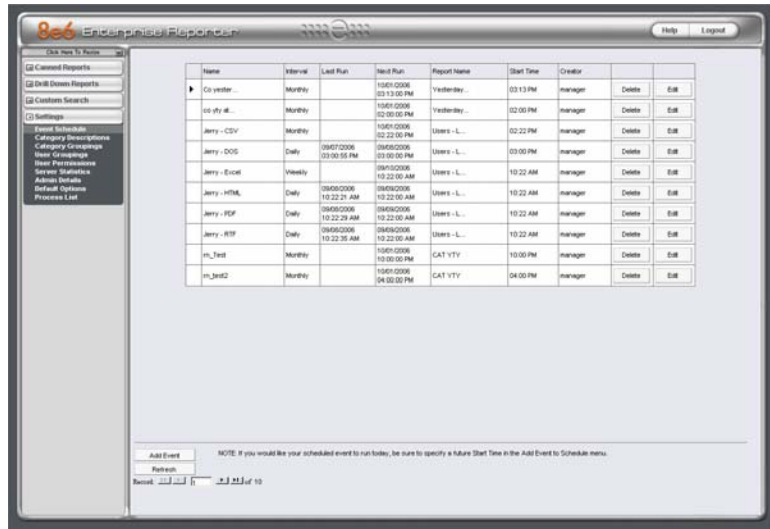 8e6 Enterprise Reporter
Help Logout
Click Here To Resize
Canned Reports
Drill Down Reports
Custom Search
Settings
Event Schedule
Category Descriptions
Category Groupings
User Groupings
User Permissions
Server Statistics
Admin Details
Default Options
Process List
Name Interval Last Run Next Run Report Name Start Time Creator
Co yester... Monthly 10/01/2006 03:13:00 PM Yesterday... 03:13 PM manager Delete Edit
co yty at... Monthly 10/01/2006 02:00:00 PM Yesterday... 02:00 PM manager Delete Edit
Jerry - CSV Monthly 10/01/2006 02:22:00 PM Users - L... 02:22 PM manager Delete Edit
Jerry - DOS Daily 09/07/2006 03:00:55 PM 09/08/2006 03:00:00 PM Users - L... 03:00 PM manager Delete Edit
Jerry - Excel Weekly 09/10/2006 10:22:00 AM Users - L... 10:22 AM manager Delete Edit
Jerry - HTML Daily 09/08/2006 10:22:21 AM 09/09/2006 10:22:00 AM Users - L... 10:22 AM manager Delete Edit
Jerry - PDF Daily 09/08/2006 10:22:29 AM 09/09/2006 10:22:00 AM Users - L... 10:22 AM manager Delete Edit
Jerry - RTF Daily 09/08/2006 10:22:35 AM 09/09/2006 10:22:00 AM Users - L... 10:22 AM manager Delete Edit
rn_Test Monthly 10/01/2006 10:00:00 PM CAT YTY 10:00 PM manager Delete Edit
rn_test2 Monthly 10/01/2006 04:00:00 PM CAT YTY 04:00 PM manager Delete Edit
Add Event NOTE: If you would like your scheduled event to run today, be sure to specify a future Start Time in the Add Event to Schedule menu.
Refresh
Record: 1 of 10